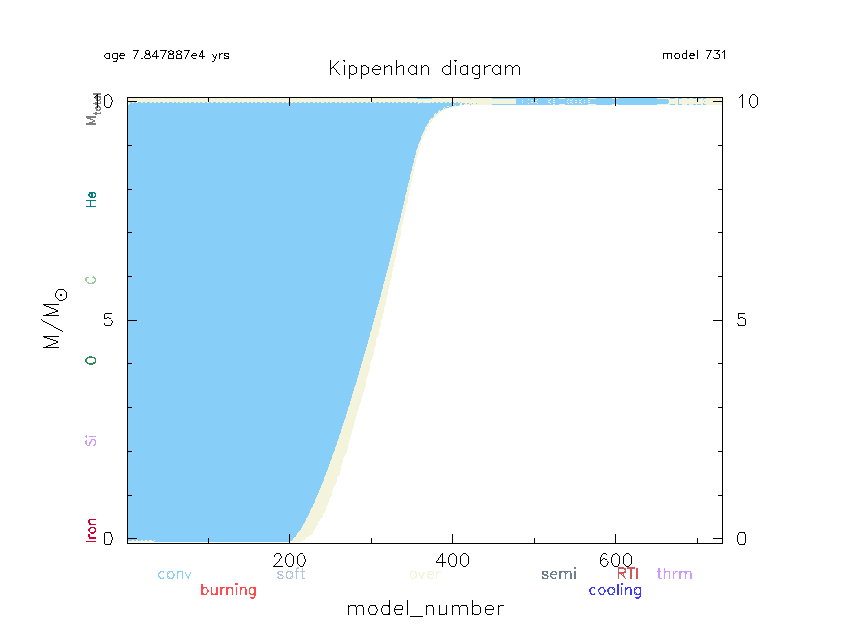 age 7.847887e4 yrs
model 731
Kippenhan diagram
M_total
10
10
He
C
M/M☉
5
5
O
Si
Iron
0
0
200
400
600
conv
soft
over
semi
RTI
thrm
burning
cooling
model_number